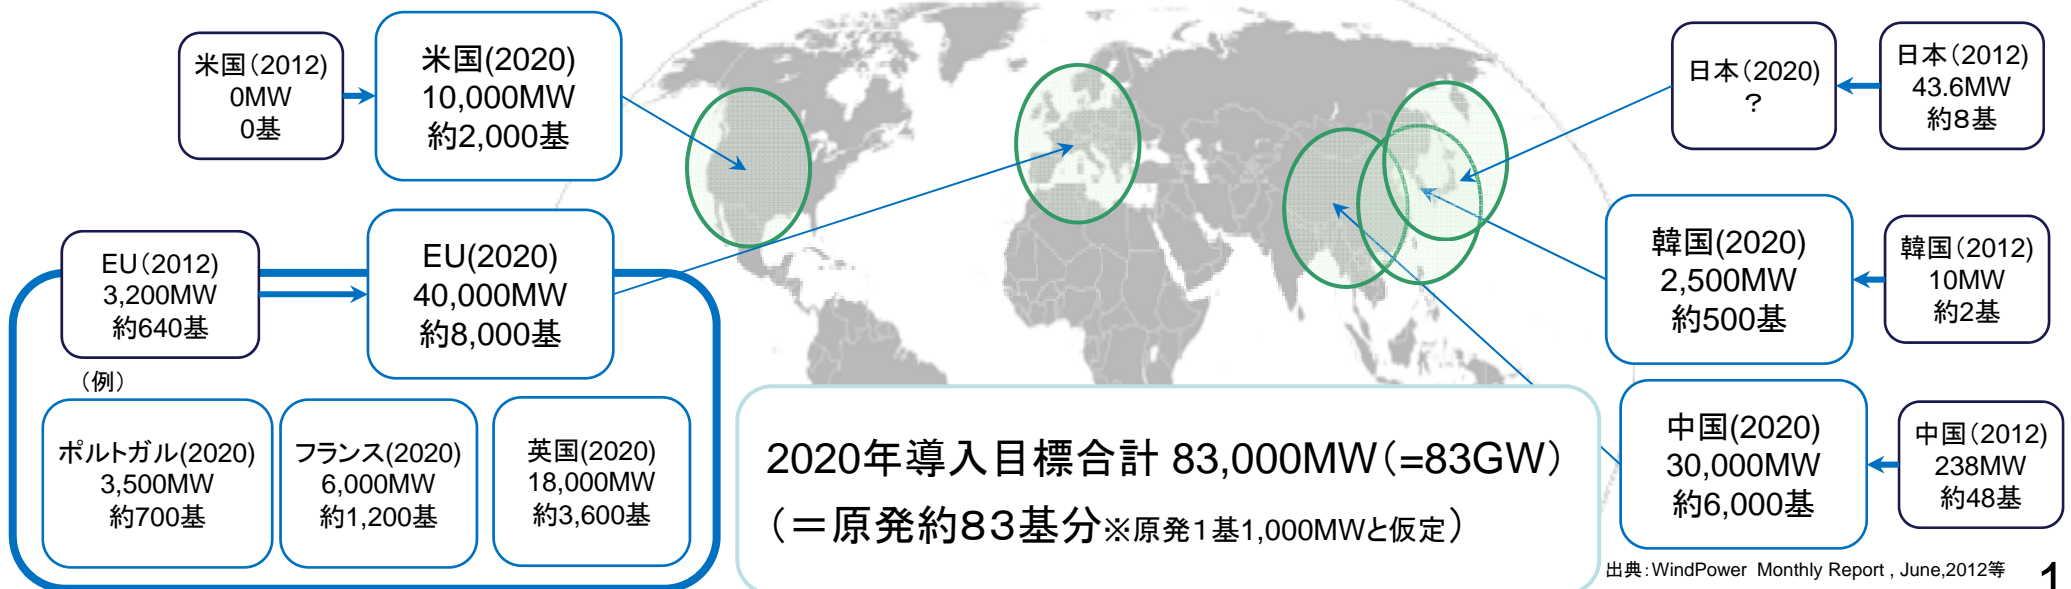 米国(2012)
0MW
0基
米国(2020)
10,000MW
約2,000基
日本(2020)
?
日本(2012)
43.6MW
約8基
EU(2012)
3,200MW
約640基
EU(2020)
40,000MW
約8,000基
韓国(2020)
2,500MW
約500基
韓国(2012)
10MW
約2基
(例)
ポルトガル(2020)
3,500MW
約700基
フランス(2020)
6,000MW
約1,200基
英国(2020)
18,000MW
約3,600基
2020年導入目標合計 83,000MW(=83GW)
(=原発約83基分※原発1基1,000MWと仮定)
中国(2020)
30,000MW
約6,000基
中国(2012)
238MW
約48基
出典:WindPower Monthly Report , June,2012等
1